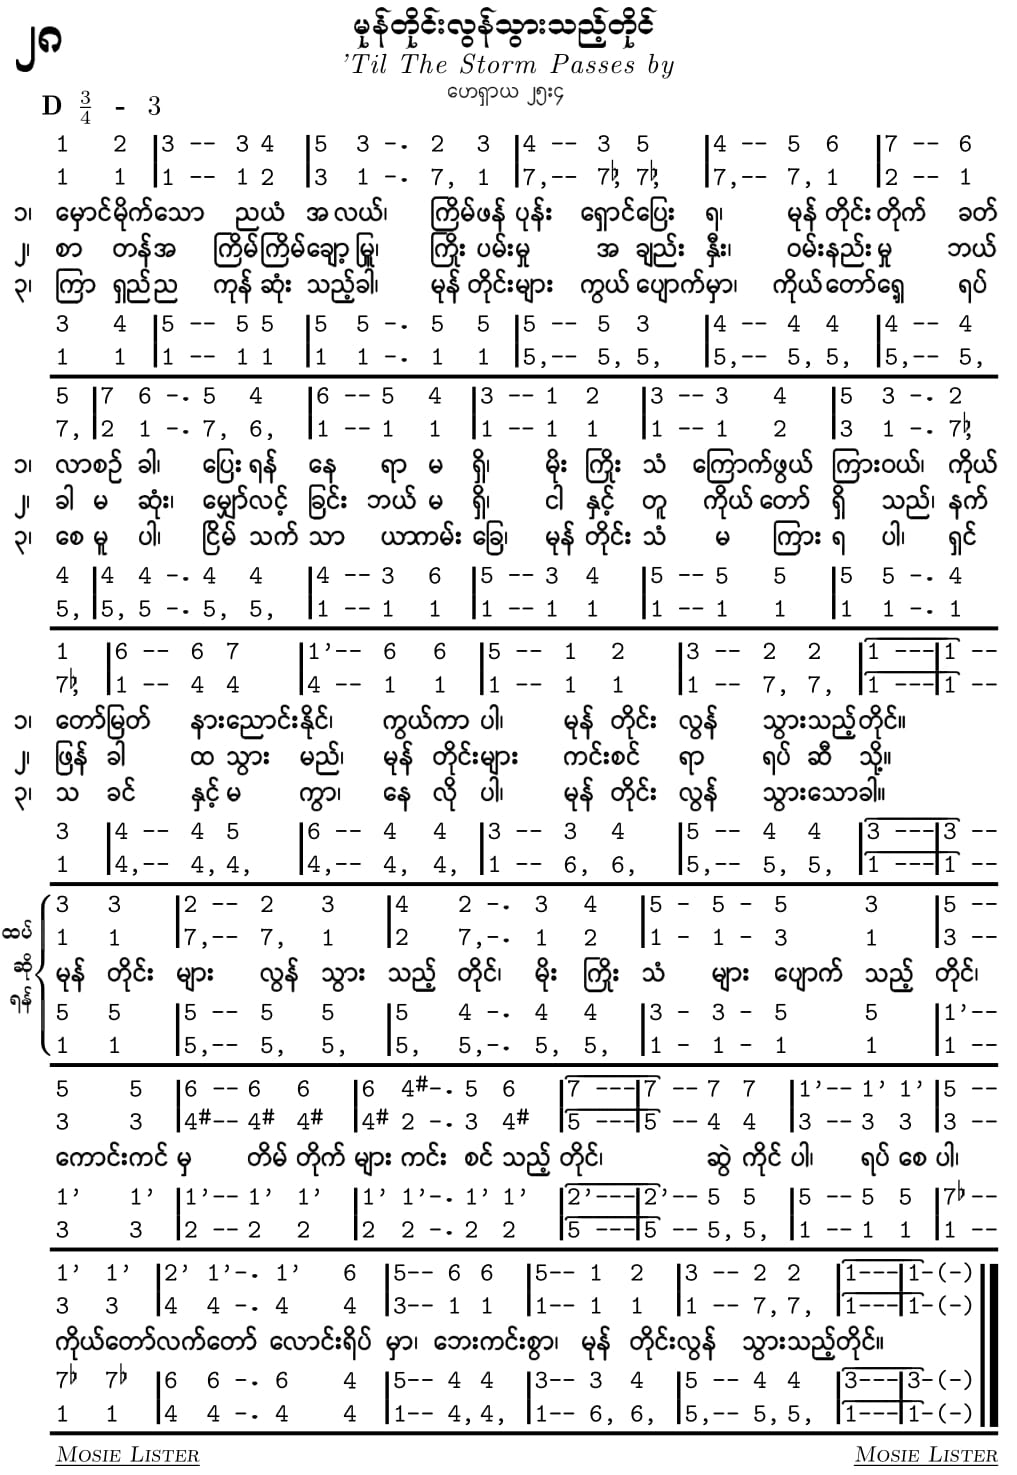 ၂၈
မုန်တိုင်းလွန်သွားသည့်တိုင်
'Til The Storm Passes by
ဟေရှာယ ၂၅း၄
D 3/4 - 3
1 2 |3 -- 3 4 |5 3 -. 2 3 |4 -- 3 5 |4 -- 5 6 |7 -- 6
1 1 |1 -- 1 2 |3 1 -. 7, 1 |7,-- 7♭, 7♭, |7,-- 7, 1 |2 -- 1
၁၊ မှောင်မိုက်သော ညယံ အလယ်၊ ကြိမ်ဖန် ပုန်း ရှောင်ပြေး ရ၊ မုန် တိုင်း တိုက် ခတ်
၂၊ စာ တန်အ ကြိမ်ကြိမ်ချော့ မြူ၊ ကြိုး ပမ်းမှု အ ချည်း နှီး၊ ဝမ်းနည်း မှု ဘယ်
၃၊ ကြာ ရှည်ည ကုန် ဆုံး သည့်ခါ၊ မုန် တိုင်းများ ကွယ် ပျောက်မှာ၊ ကိုယ်တော်ရှေ့ ရပ်
3 4 |5 -- 5 5 |5 5 -. 5 5 |5 -- 5 3 |4 -- 4 4 |4 -- 4
1 1 |1 -- 1 1 |1 1 -. 1 1 |5,-- 5, 5, |5,-- 5, 5, |5,-- 5,
5 |7 6 -. 5 4 |6 -- 5 4 |3 -- 1 2 |3 -- 3 4 |5 3 -. 2
7, |2 1 -. 7, 6, |1 -- 1 1 |1 -- 1 1 |1 -- 1 2 |3 1 -. 7♭,
၁၊ လာစဉ် ခါ၊ ပြေး ရန် နေ ရာ မ ရှိ၊ မိုး ကြိုး သံ ကြောက်ဖွယ် ကြားဝယ်၊ ကိုယ်
၂၊ ခါ မ ဆုံး၊ မျှော်လင့် ခြင်း ဘယ် မ ရှိ၊ ငါ နှင့် တူ ကိုယ် တော် ရှိ သည်၊ နက်
၃၊ စေ မူ ပါ၊ ငြိမ် သက် သာ ယာကမ်း ခြေ၊ မုန် တိုင်း သံ မ ကြား ရ ပါ၊ ရှင်
4 |4 4 -. 4 4 |4 -- 3 6 |5 -- 3 4 |5 -- 5 5 |5 5 -. 4
5, |5, 5 -. 5, 5, |1 -- 1 1 |1 -- 1 1 |1 -- 1 1 |1 1 -. 1
1 |6 -- 6 7 |1'-- 6 6 |5 -- 1 2 |3 -- 2 2 |1 ---|1 --
7♭, |1 -- 4 4 |4 -- 1 1 |1 -- 1 1 |1 -- 7, 7, |1 ---|1 --
၁၊ တော်မြတ် နားညောင်းနိုင်၊ ကွယ်ကာ ပါ၊ မုန် တိုင်း လွန် သွားသည့်တိုင်။
၂၊ ဖြန် ခါ ထ သွား မည်၊ မုန် တိုင်းများ ကင်းစင် ရာ ရပ် ဆီ သို့။
၃၊ သ ခင် နှင့် မ ကွာ၊ နေ လို ပါ၊ မုန် တိုင်း လွန် သွားသောခါ။
3 |4 -- 4 5 |6 -- 4 4 |3 -- 3 4 |5 -- 4 4 |3 ---|3 --
1 |4,-- 4, 4, |4,-- 4, 4, |1 -- 6, 6, |5,-- 5, 5, |1 ---|1 --
ထပ် ဆို ရန်
3 3 |2 -- 2 3 |4 2 -. 3 4 |5 - 5 - 5 3 |5 --
1 1 |7,-- 7, 1 |2 7,-. 1 2 |1 - 1 - 3 1 |3 --
မုန် တိုင်း များ လွန် သွား သည့် တိုင်၊ မိုး ကြိုး သံ များ ပျောက် သည့် တိုင်၊
5 5 |5 -- 5 5 |5 4 -. 4 4 |3 - 3 - 5 5 |1'--
1 1 |5,-- 5, 5, |5, 5,-. 5, 5, |1 - 1 - 1 1 |1 --
5 5 |6 -- 6 6 |6 4#-. 5 6 |7 ---|7 -- 7 7 |1'-- 1' 1' |5 --
3 3 |4#-- 4# 4# |4# 2 -. 3 4# |5 ---|5 -- 4 4 |3 -- 3 3 |3 --
ကောင်းကင် မှ တိမ် တိုက် များ ကင်း စင် သည့် တိုင်၊ ဆွဲ ကိုင် ပါ၊ ရပ် စေ ပါ၊
1' 1' |1'-- 1' 1' |1' 1'-. 1' 1' |2'---|2'-- 5 5 |5 -- 5 5 |7♭--
3 3 |2 -- 2 2 |2 2 -. 2 2 |5 ---|5 -- 5, 5, |1 -- 1 1 |1 --
1' 1' |2' 1'-. 1' 6 |5-- 6 6 |5-- 1 2 |3 -- 2 2 |1---|1-(-)
3 3 |4 4 -. 4 4 |3-- 1 1 |1-- 1 1 |1 -- 7, 7, |1---|1-(-)
ကိုယ်တော်လက်တော် လောင်းရိပ် မှာ၊ ဘေးကင်းစွာ၊ မုန် တိုင်းလွန် သွားသည့်တိုင်။
7♭ 7♭ |6 6 -. 6 4 |5-- 4 4 |3-- 3 4 |5 -- 4 4 |3---|3-(-)
1 1 |4 4 -. 4 4 |1-- 4, 4, |1-- 6, 6, |5,-- 5, 5, |1---|1-(-)
MOSIE LISTER MOSIE LISTER